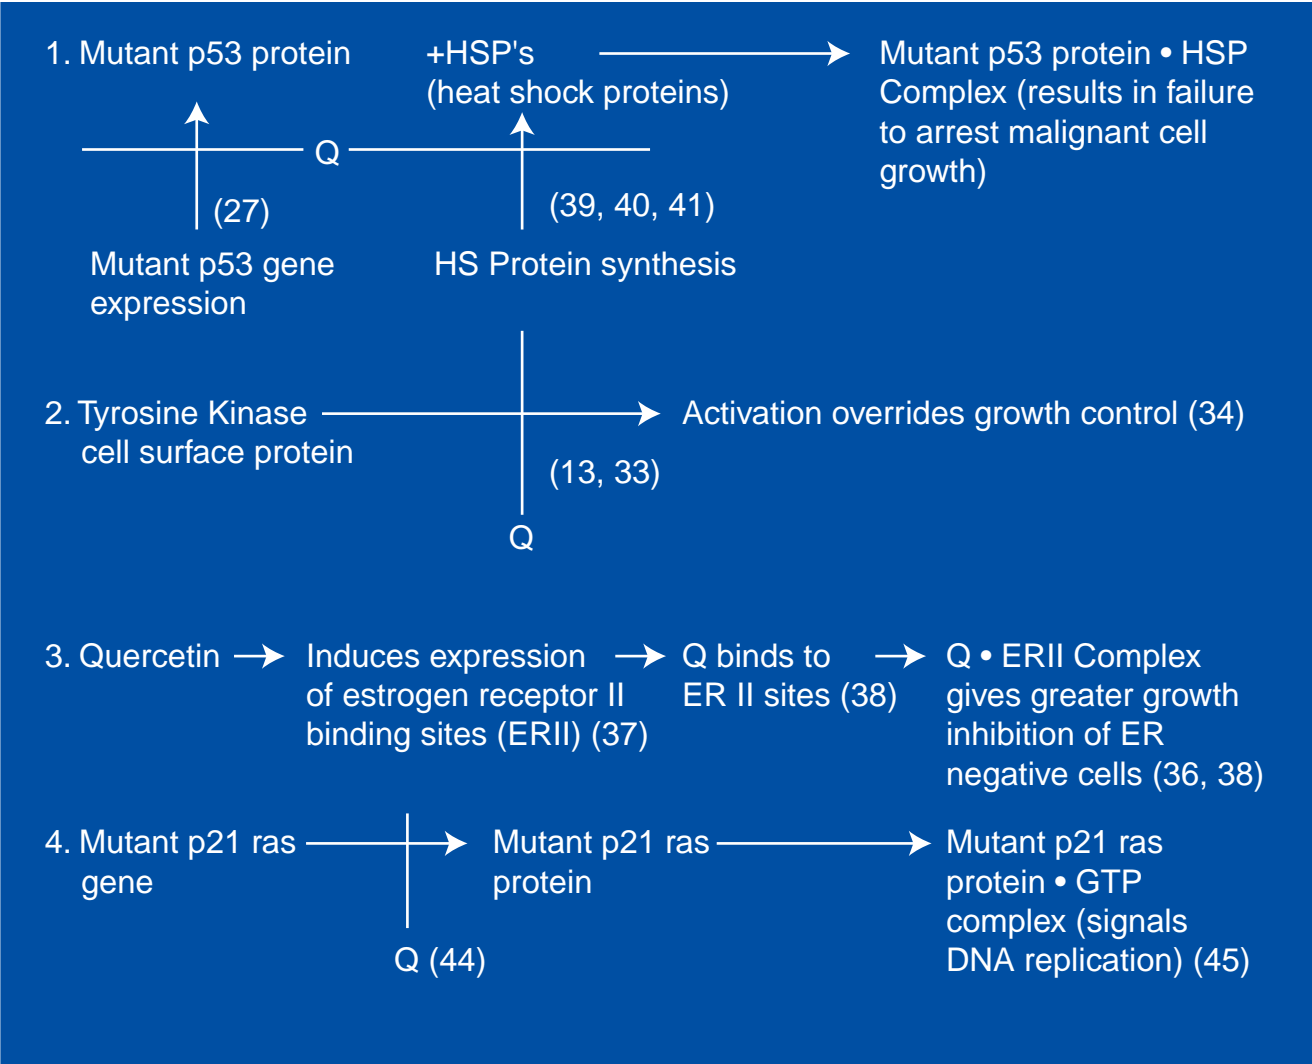 1. Mutant p53 protein
+HSP's
(heat shock proteins)
Mutant p53 protein • HSP
Complex (results in failure
to arrest malignant cell
growth)
Q
(27)
(39, 40, 41)
Mutant p53 gene
expression
HS Protein synthesis
2. Tyrosine Kinase
cell surface protein
Activation overrides growth control (34)
(13, 33)
Q
3. Quercetin
Induces expression
of estrogen receptor II
binding sites (ERII) (37)
Q binds to
ER II sites (38)
Q • ERII Complex
gives greater growth
inhibition of ER
negative cells (36, 38)
4. Mutant p21 ras
gene
Q (44)
Mutant p21 ras
protein
Mutant p21 ras
protein • GTP
complex (signals
DNA replication) (45)